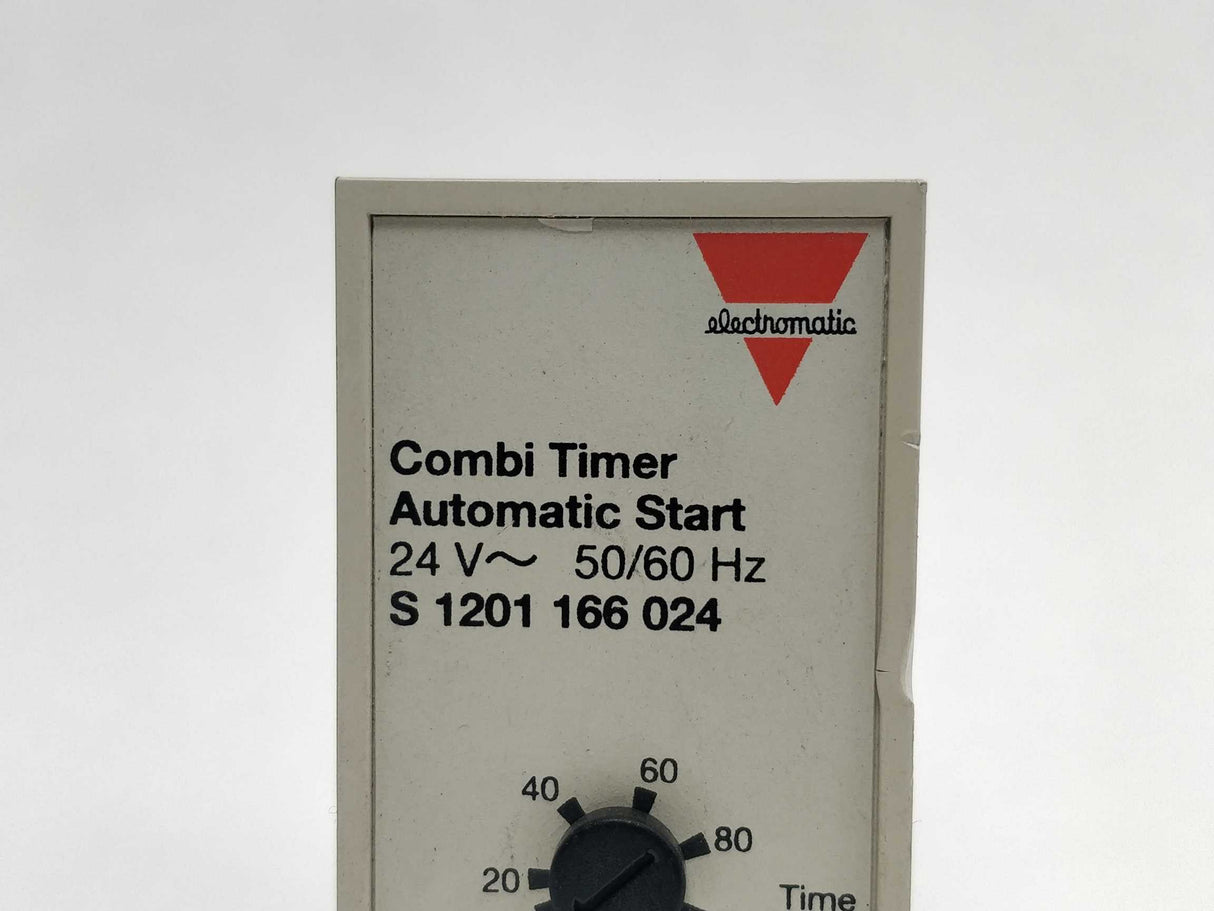 electromatic
Combi Timer
Automatic Start
24 V~ 50/60 Hz
S 1201 166 024
60
40
80
20
Time